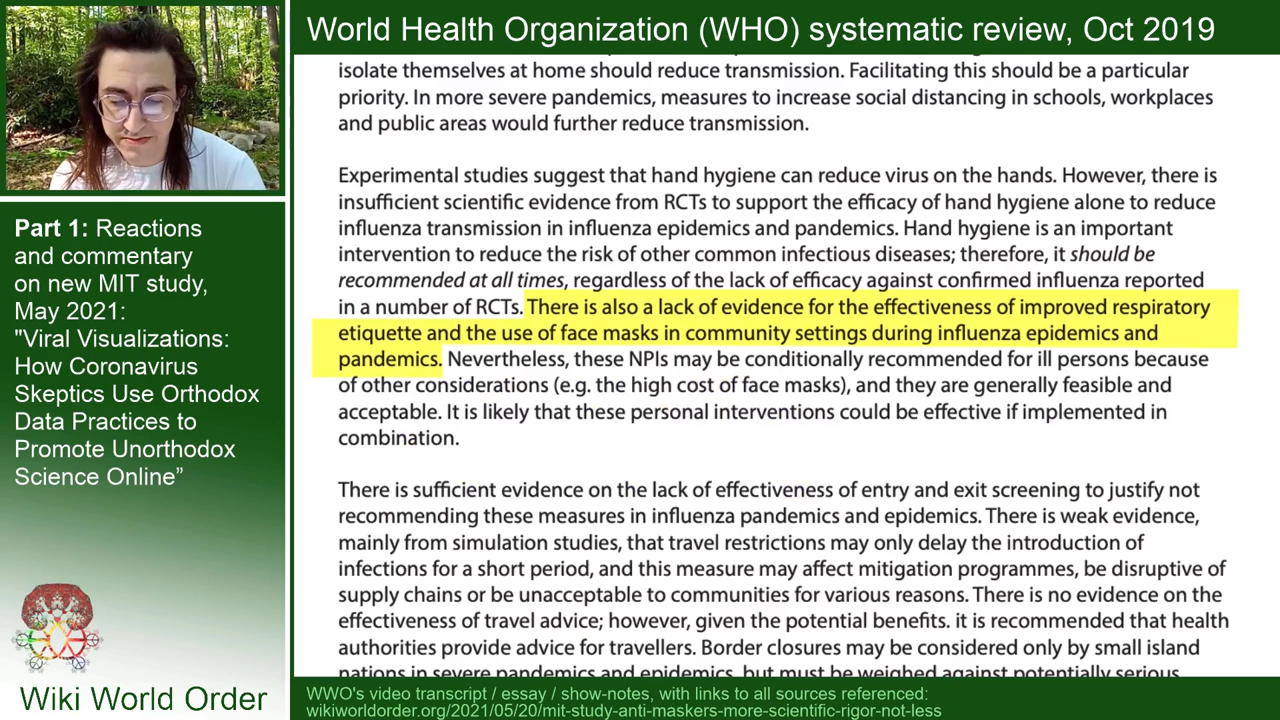 World Health Organization (WHO) systematic review, Oct 2019
isolate themselves at home should reduce transmission. Facilitating this should be a particular
priority. In more severe pandemics, measures to increase social distancing in schools, workplaces
and public areas would further reduce transmission.
Experimental studies suggest that hand hygiene can reduce virus on the hands. However, there is
insufficient scientific evidence from RCTs to support the efficacy of hand hygiene alone to reduce
influenza transmission in influenza epidemics and pandemics. Hand hygiene is an important
intervention to reduce the risk of other common infectious diseases; therefore, it should be
recommended at all times, regardless of the lack of efficacy against confirmed influenza reported
in a number of RCTs. There is also a lack of evidence for the effectiveness of improved respiratory
etiquette and the use of face masks in community settings during influenza epidemics and
pandemics. Nevertheless, these NPIs may be conditionally recommended for ill persons because
of other considerations (e.g. the high cost of face masks), and they are generally feasible and
acceptable. It is likely that these personal interventions could be effective if implemented in
combination.
There is sufficient evidence on the lack of effectiveness of entry and exit screening to justify not
recommending these measures in influenza pandemics and epidemics. There is weak evidence,
mainly from simulation studies, that travel restrictions may only delay the introduction of
infections for a short period, and this measure may affect mitigation programmes, be disruptive of
supply chains or be unacceptable to communities for various reasons. There is no evidence on the
effectiveness of travel advice; however, given the potential benefits. it is recommended that health
authorities provide advice for travellers. Border closures may be considered only by small island
nations in severe pandemics and epidemics, but must be weighed against potentially serious
Part 1: Reactions
and commentary
on new MIT study,
May 2021:
"Viral Visualizations:
How Coronavirus
Skeptics Use Orthodox
Data Practices to
Promote Unorthodox
Science Online”
Wiki World Order
WWO's video transcript / essay / show-notes, with links to all sources referenced:
wikiworldorder.org/2021/05/20/mit-study-anti-maskers-more-scientific-rigor-not-less